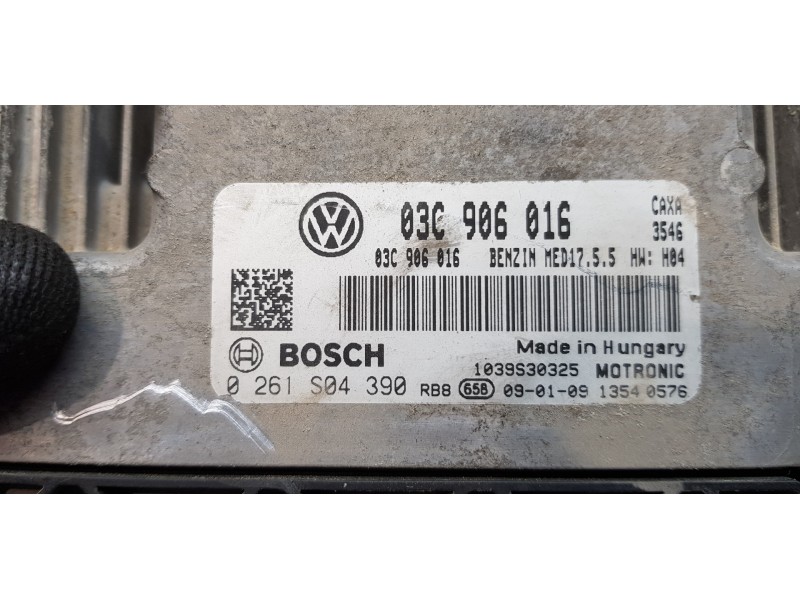 03C 906 016 CAXA
3546
03C 906 016 BENZIN MED17.5.5 HW: H04
BOSCH Made in Hungary
1039S30325 MOTRONIC
0 261 S04 390 RB8 658 09-01-09 1354 0576